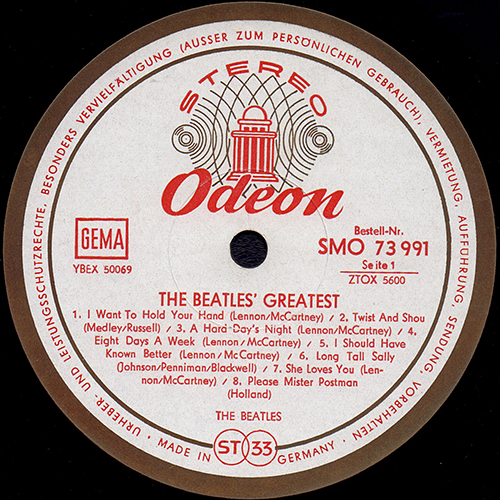 URHEBER- UND LEISTUNGSSCHUTZRECHTE, BESONDERS VERVIELFÄLTIGUNG (AUSSER ZUM PERSÖNLICHEN GEBRAUCH), VERMIETUNG, AUFFÜHRUNG, SENDUNG VORBEHALTEN
STEREO
Odeon
GEMA
YBEX 50069
Bestell-Nr.
SMO 73 991
Seite 1
ZTOX 5600
THE BEATLES' GREATEST
1. I Want To Hold Your Hand (Lennon/McCartney) / 2. Twist And Shou
(Medley/Russell) / 3. A Hard-Day's Night (Lennon/McCartney) / 4.
Eight Days A Week (Lennon/McCartney) / 5. I Should Have
Known Better (Lennon/McCartney) / 6. Long Tall Sally
(Johnson/Penniman/Blackwell) / 7. She Loves You (Len-
non/McCartney) / 8. Please Mister Postman
(Holland)
THE BEATLES
• MADE IN ST 33 GERMANY •